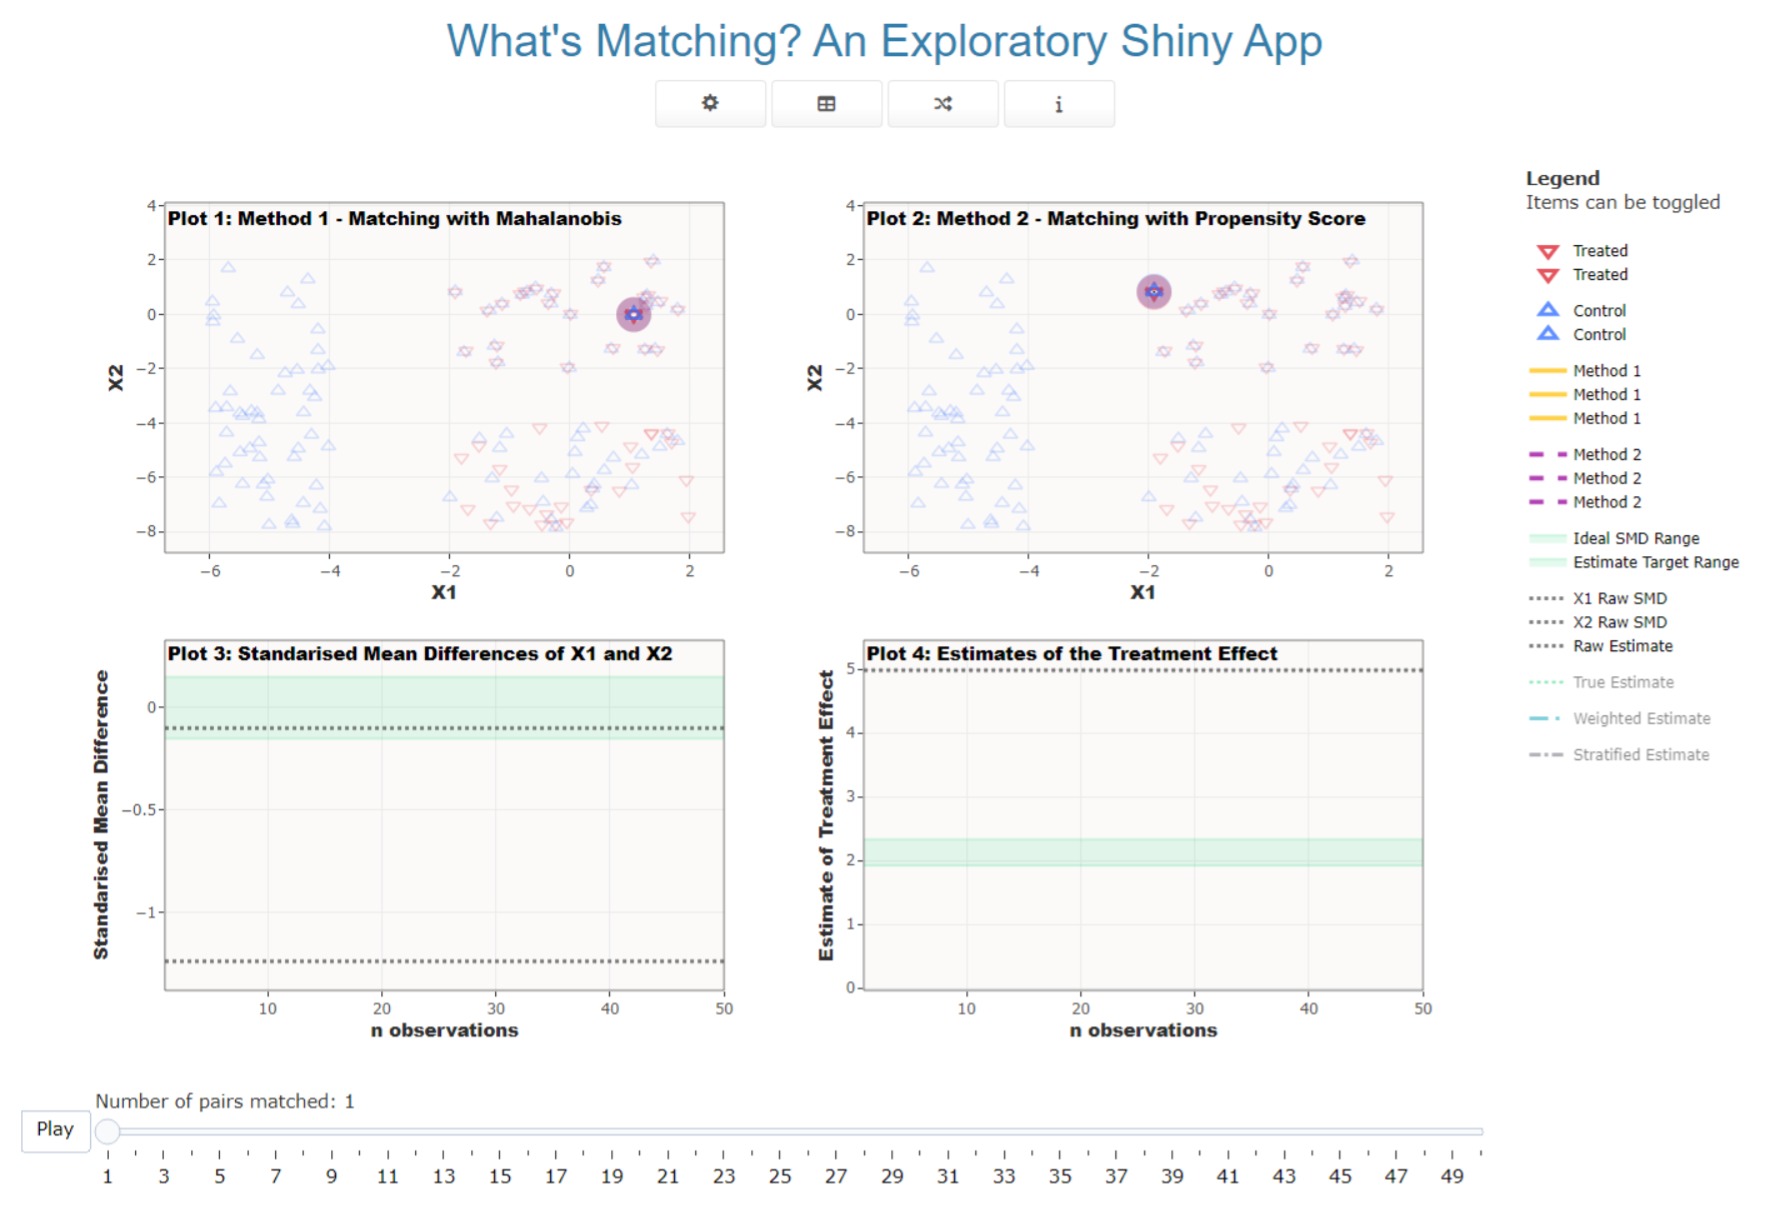 What's Matching? An Exploratory Shiny App
i
Legend
Items can be toggled
Treated
Treated
Control
Control
Method 1
Method 1
Method 1
Method 2
Method 2
Method 2
Ideal SMD Range
Estimate Target Range
X1 Raw SMD
X2 Raw SMD
Raw Estimate
True Estimate
Weighted Estimate
Stratified Estimate
Plot 1: Method 1 - Matching with Mahalanobis
4
2
0
−2
−4
−6
−8
X2
−6 −4 −2 0 2
X1
Plot 2: Method 2 - Matching with Propensity Score
4
2
0
−2
−4
−6
−8
X2
−6 −4 −2 0 2
X1
Plot 3: Standarised Mean Differences of X1 and X2
0
−0.5
−1
Standarised Mean Difference
10 20 30 40 50
n observations
Plot 4: Estimates of the Treatment Effect
5
4
3
2
1
0
Estimate of Treatment Effect
10 20 30 40 50
n observations
Number of pairs matched: 1
Play
1 3 5 7 9 11 13 15 17 19 21 23 25 27 29 31 33 35 37 39 41 43 45 47 49